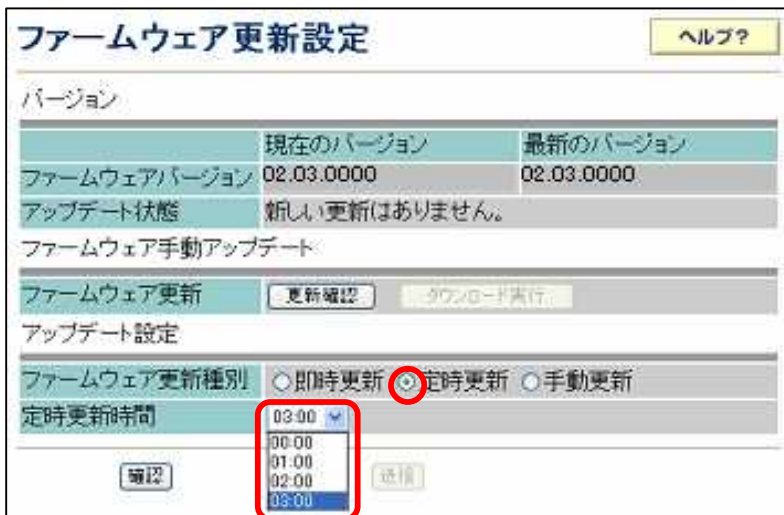 ファームウェア更新設定 ヘルプ?
バージョン
現在のバージョン 最新のバージョン
ファームウェアバージョン 02.03.0000 02.03.0000
アップデート状態 新しい更新はありません。
ファームウェア手動アップデート
ファームウェア更新 更新確認 ダウンロード実行
アップデート設定
ファームウェア更新種別 即時更新 定時更新 手動更新
定時更新時間 03:00
00:00
01:00
02:00
03:00
確認 送信